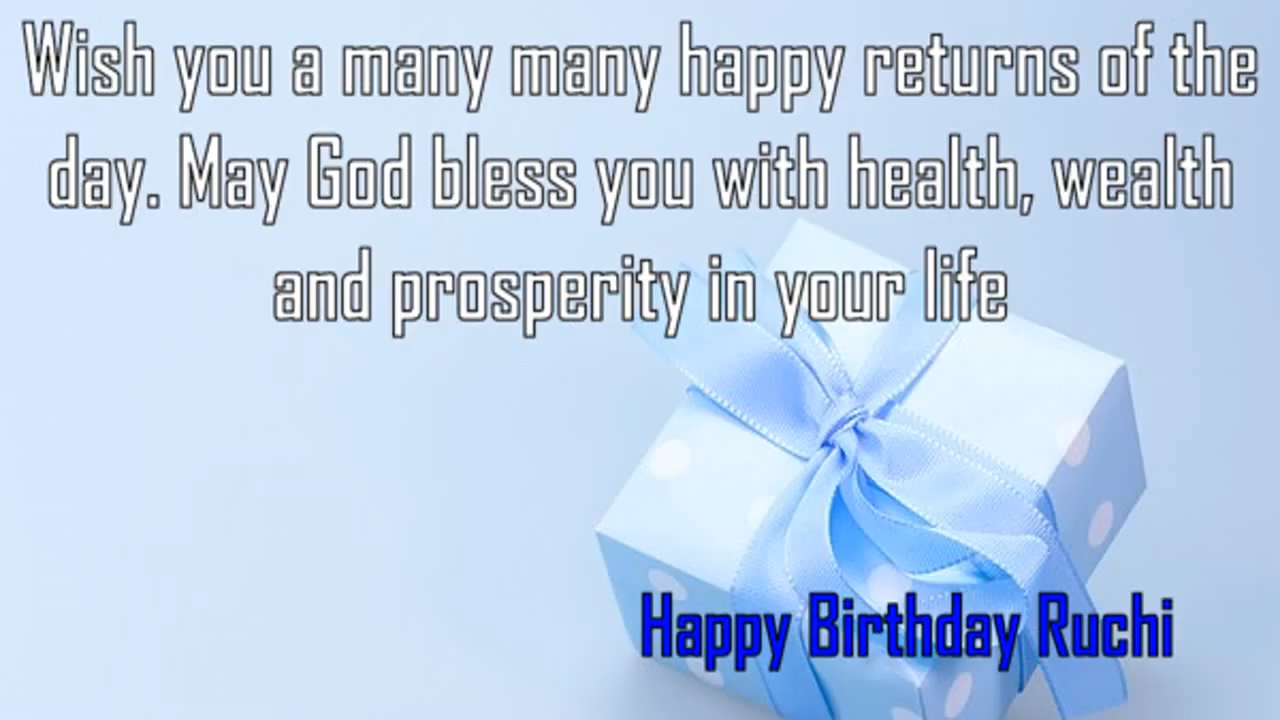 Wish you a many many happy returns of the
day. May God bless you with health, wealth
and prosperity in your life
Happy Birthday Ruchi